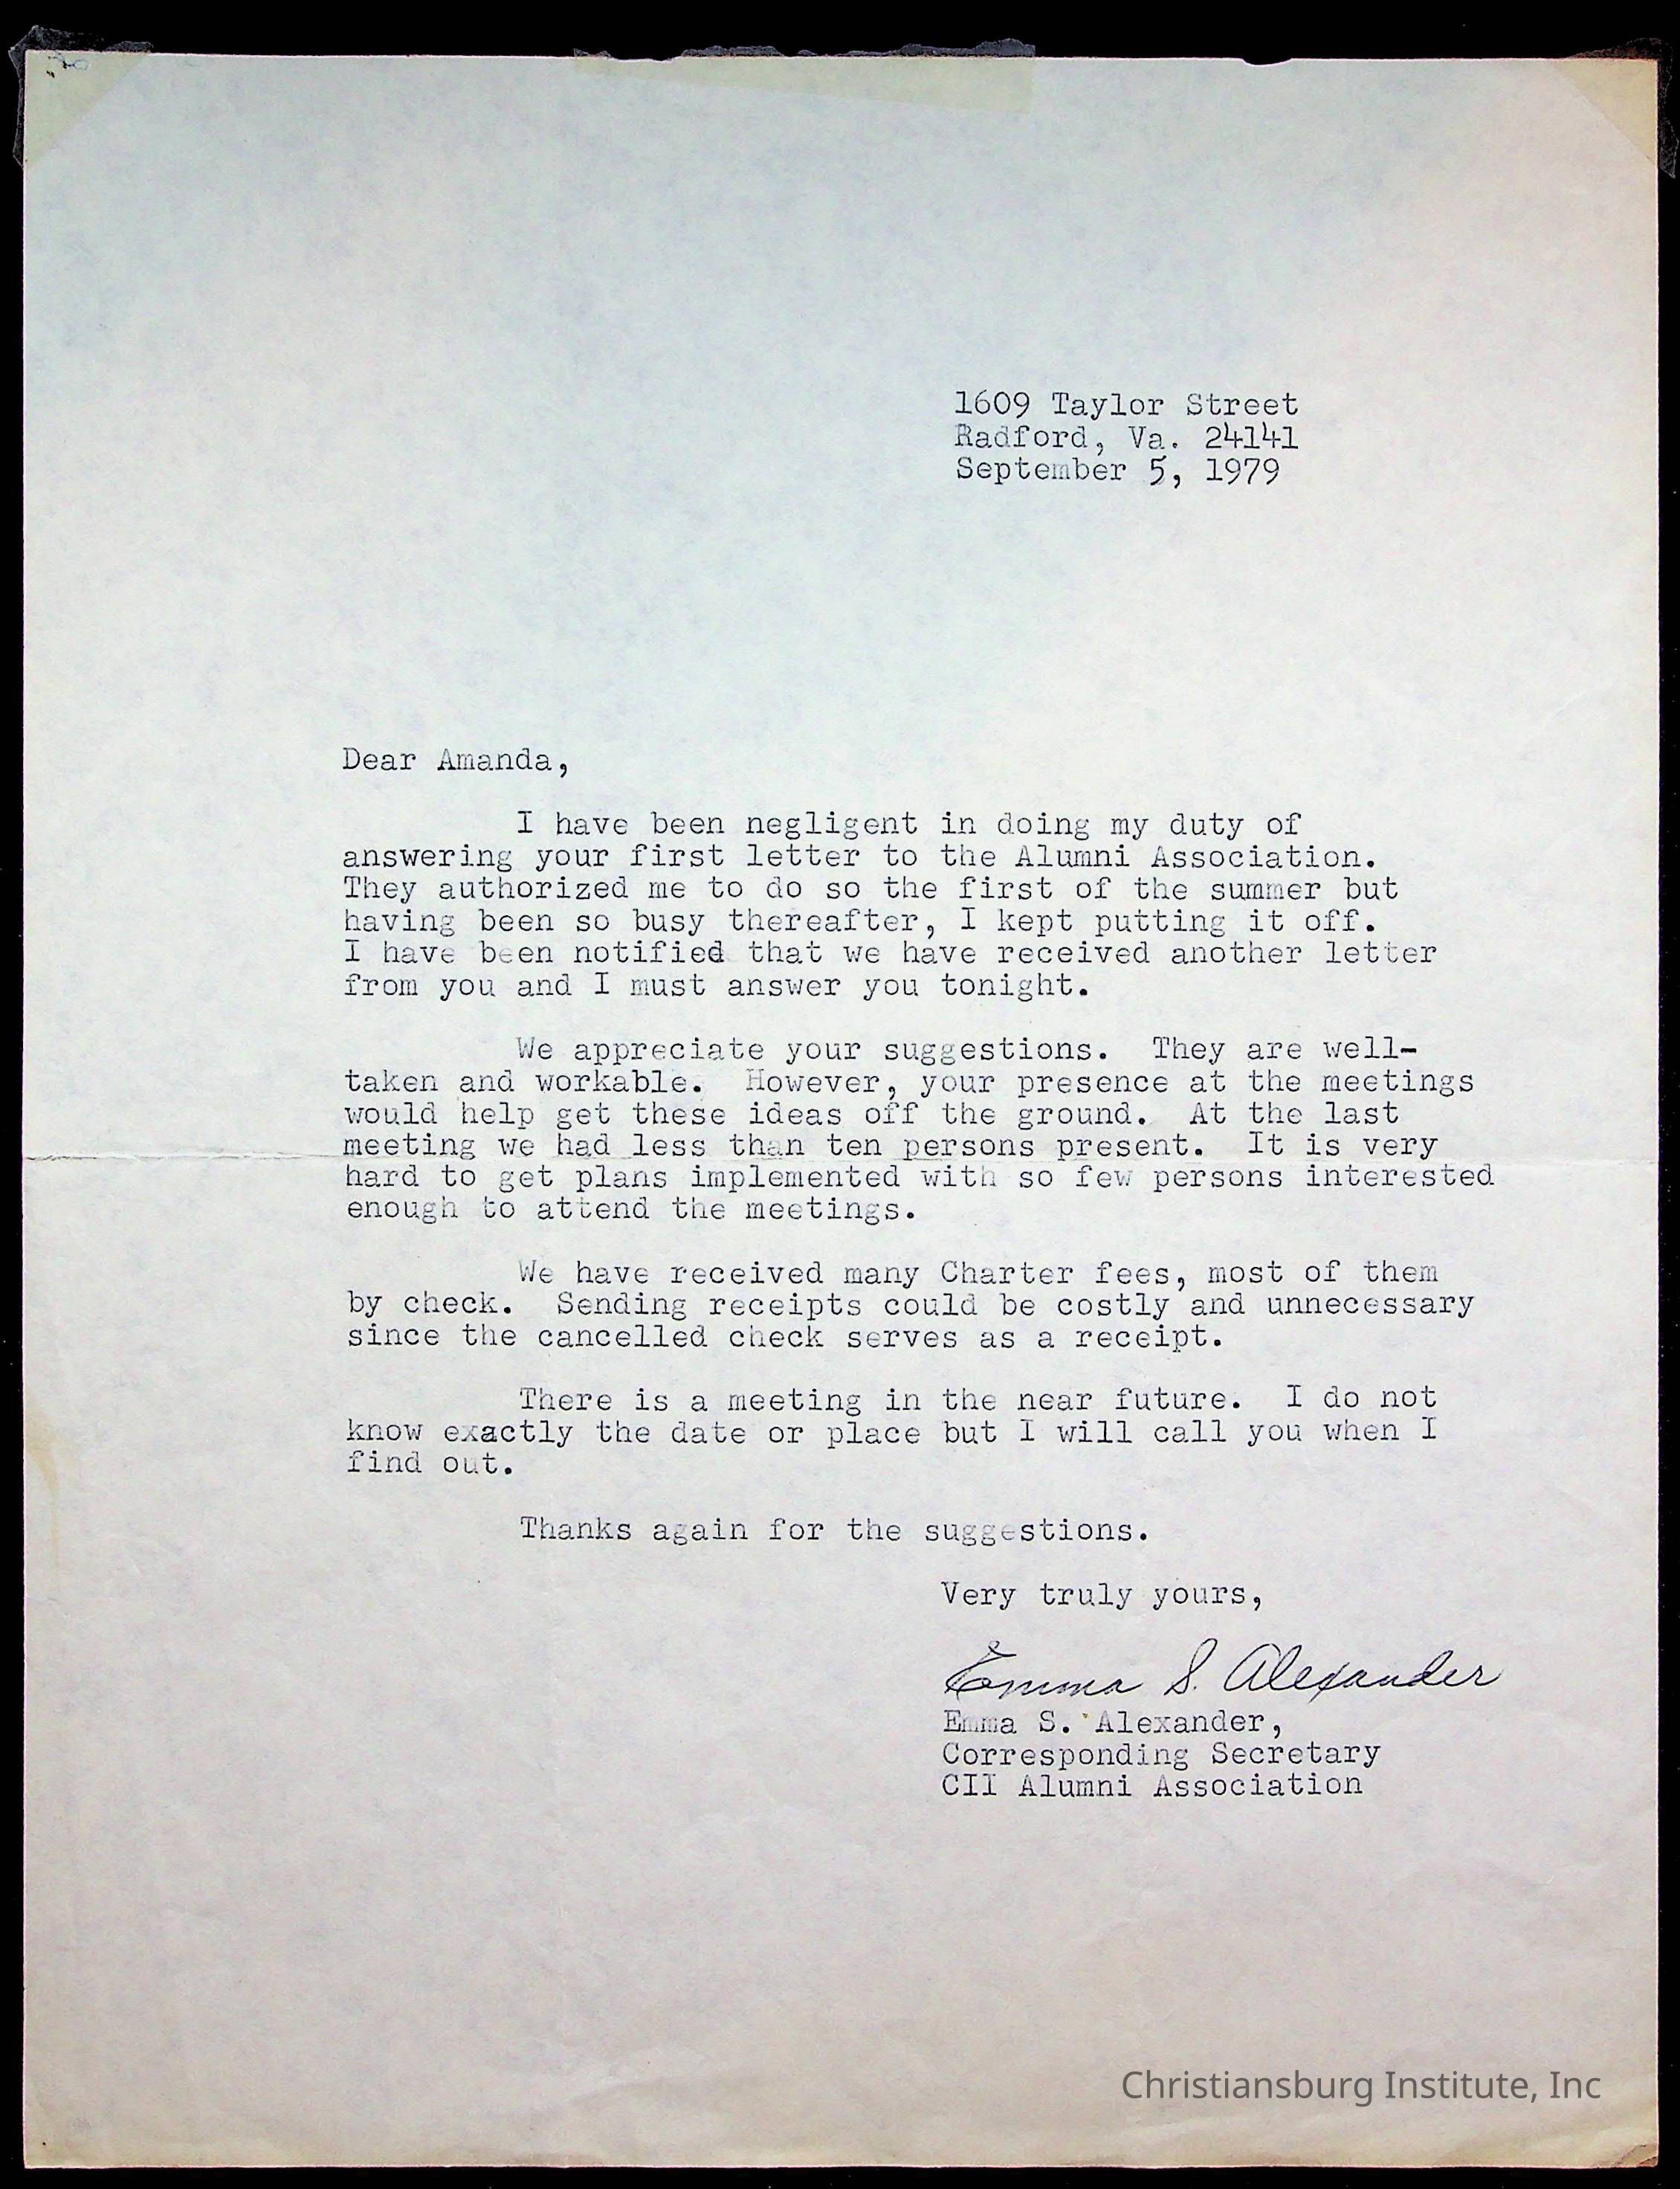 1609 Taylor Street
Radford, Va. 24141
September 5, 1979
Dear Amanda,
I have been negligent in doing my duty of
answering your first letter to the Alumni Association.
They authorized me to do so the first of the summer but
having been so busy thereafter, I kept putting it off.
I have been notified that we have received another letter
from you and I must answer you tonight.
We appreciate your suggestions. They are well-
taken and workable. However, your presence at the meetings
would help get these ideas off the ground. At the last
meeting we had less than ten persons present. It is very
hard to get plans implemented with so few persons interested
enough to attend the meetings.
We have received many Charter fees, most of them
by check. Sending receipts could be costly and unnecessary
since the cancelled check serves as a receipt.
There is a meeting in the near future. I do not
know exactly the date or place but I will call you when I
find out.
Thanks again for the suggestions.
Very truly yours,
Emma S. Alexander
Emma S. Alexander,
Corresponding Secretary
CII Alumni Association
Christiansburg Institute, Inc